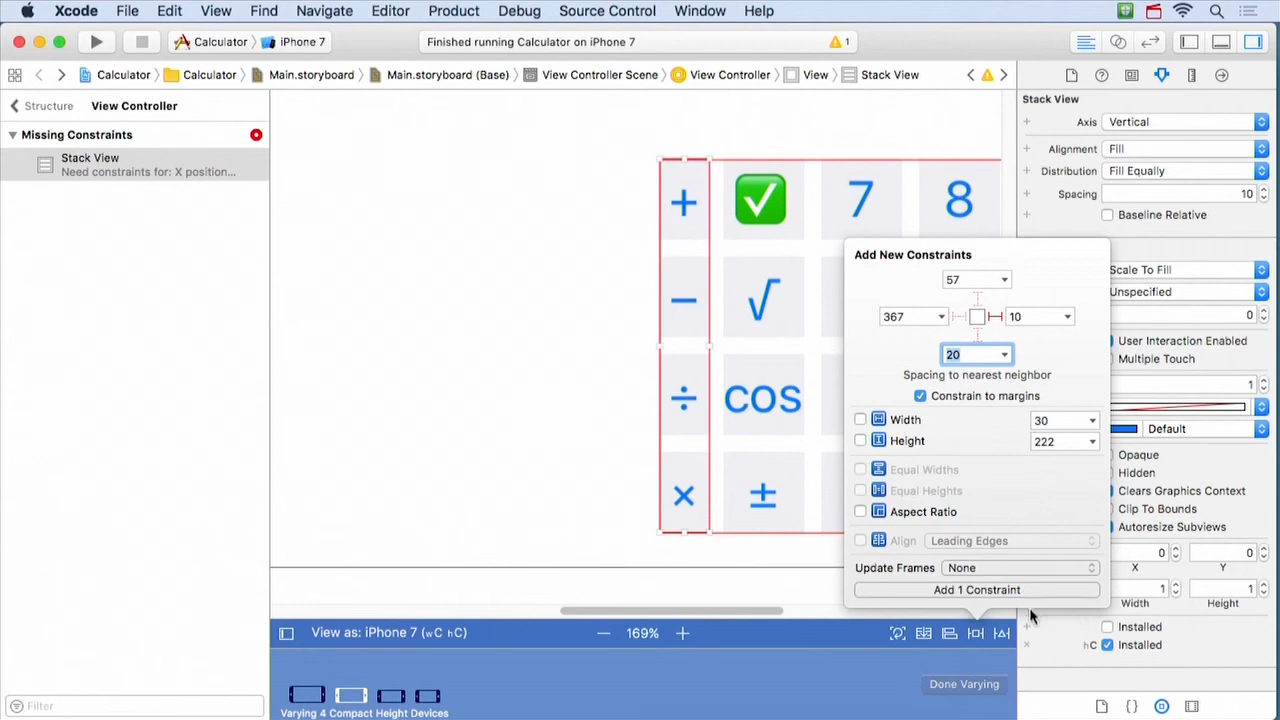 Xcode File Edit View Find Navigate Editor Product Debug Source Control Window Help
Calculator iPhone 7 Finished running Calculator on iPhone 7 1
Calculator Calculator Main.storyboard Main.storyboard (Base) View Controller Scene View Controller View Stack View
Structure View Controller
Missing Constraints
Stack View
Need constraints for: X position...
Filter
+ ✅ 7 8
− √
÷ COS
× ±
Add New Constraints
57
367 10
20
Spacing to nearest neighbor
Constrain to margins
Width 30
Height 222
Equal Widths
Equal Heights
Aspect Ratio
Align Leading Edges
Update Frames None
Add 1 Constraint
View as: iPhone 7 (wC hC) — 169% +
Varying 4 Compact Height Devices
Done Varying
Stack View
Axis Vertical
Alignment Fill
Distribution Fill Equally
Spacing 10
Baseline Relative
Scale To Fill
Unspecified
0
User Interaction Enabled
Multiple Touch
1
Default
Opaque
Hidden
Clears Graphics Context
Clip To Bounds
Autoresize Subviews
0 0
X Y
1 1
Width Height
Installed
hC Installed